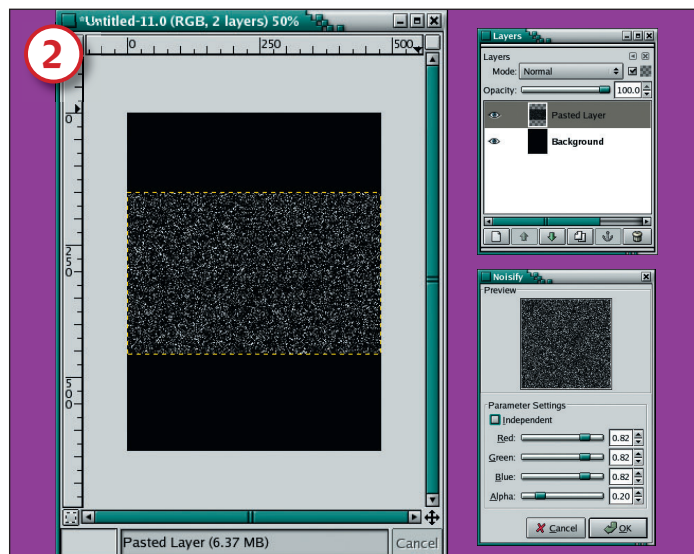 *Untitled-11.0 (RGB, 2 layers) 50%
2
0 250 500
0
250
500
Pasted Layer (6.37 MB) Cancel
Layers
Layers
Mode: Normal
Opacity: 100.0
Pasted Layer
Background
Noisify
Preview
Parameter Settings
Independent
Red: 0.82
Green: 0.82
Blue: 0.82
Alpha: 0.20
Cancel OK